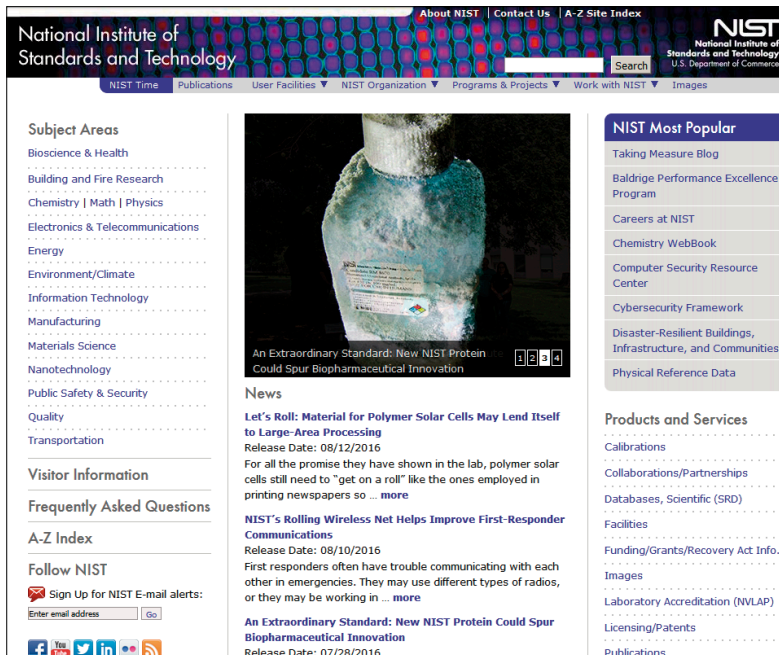 About NIST | Contact Us | A-Z Site Index
National Institute of
Standards and Technology
Search
NIST
National Institute of
Standards and Technology
U.S. Department of Commerce
NIST Time Publications User Facilities ▼ NIST Organization ▼ Programs & Projects ▼ Work with NIST ▼ Images
Subject Areas
Bioscience & Health
Building and Fire Research
Chemistry | Math | Physics
Electronics & Telecommunications
Energy
Environment/Climate
Information Technology
Manufacturing
Materials Science
Nanotechnology
Public Safety & Security
Quality
Transportation
Visitor Information
Frequently Asked Questions
A-Z Index
Follow NIST
Sign Up for NIST E-mail alerts:
Enter email address Go
You
Tube
An Extraordinary Standard: New NIST Protein
Could Spur Biopharmaceutical Innovation
1 2 3 4
News
Let's Roll: Material for Polymer Solar Cells May Lend Itself
to Large-Area Processing
Release Date: 08/12/2016
For all the promise they have shown in the lab, polymer solar
cells still need to "get on a roll" like the ones employed in
printing newspapers so ... more
NIST's Rolling Wireless Net Helps Improve First-Responder
Communications
Release Date: 08/10/2016
First responders often have trouble communicating with each
other in emergencies. They may use different types of radios,
or they may be working in ... more
An Extraordinary Standard: New NIST Protein Could Spur
Biopharmaceutical Innovation
Release Date: 07/28/2016
NIST Most Popular
Taking Measure Blog
Baldrige Performance Excellence
Program
Careers at NIST
Chemistry WebBook
Computer Security Resource
Center
Cybersecurity Framework
Disaster-Resilient Buildings,
Infrastructure, and Communities
Physical Reference Data
Products and Services
Calibrations
Collaborations/Partnerships
Databases, Scientific (SRD)
Facilities
Funding/Grants/Recovery Act Info.
Images
Laboratory Accreditation (NVLAP)
Licensing/Patents
Publications